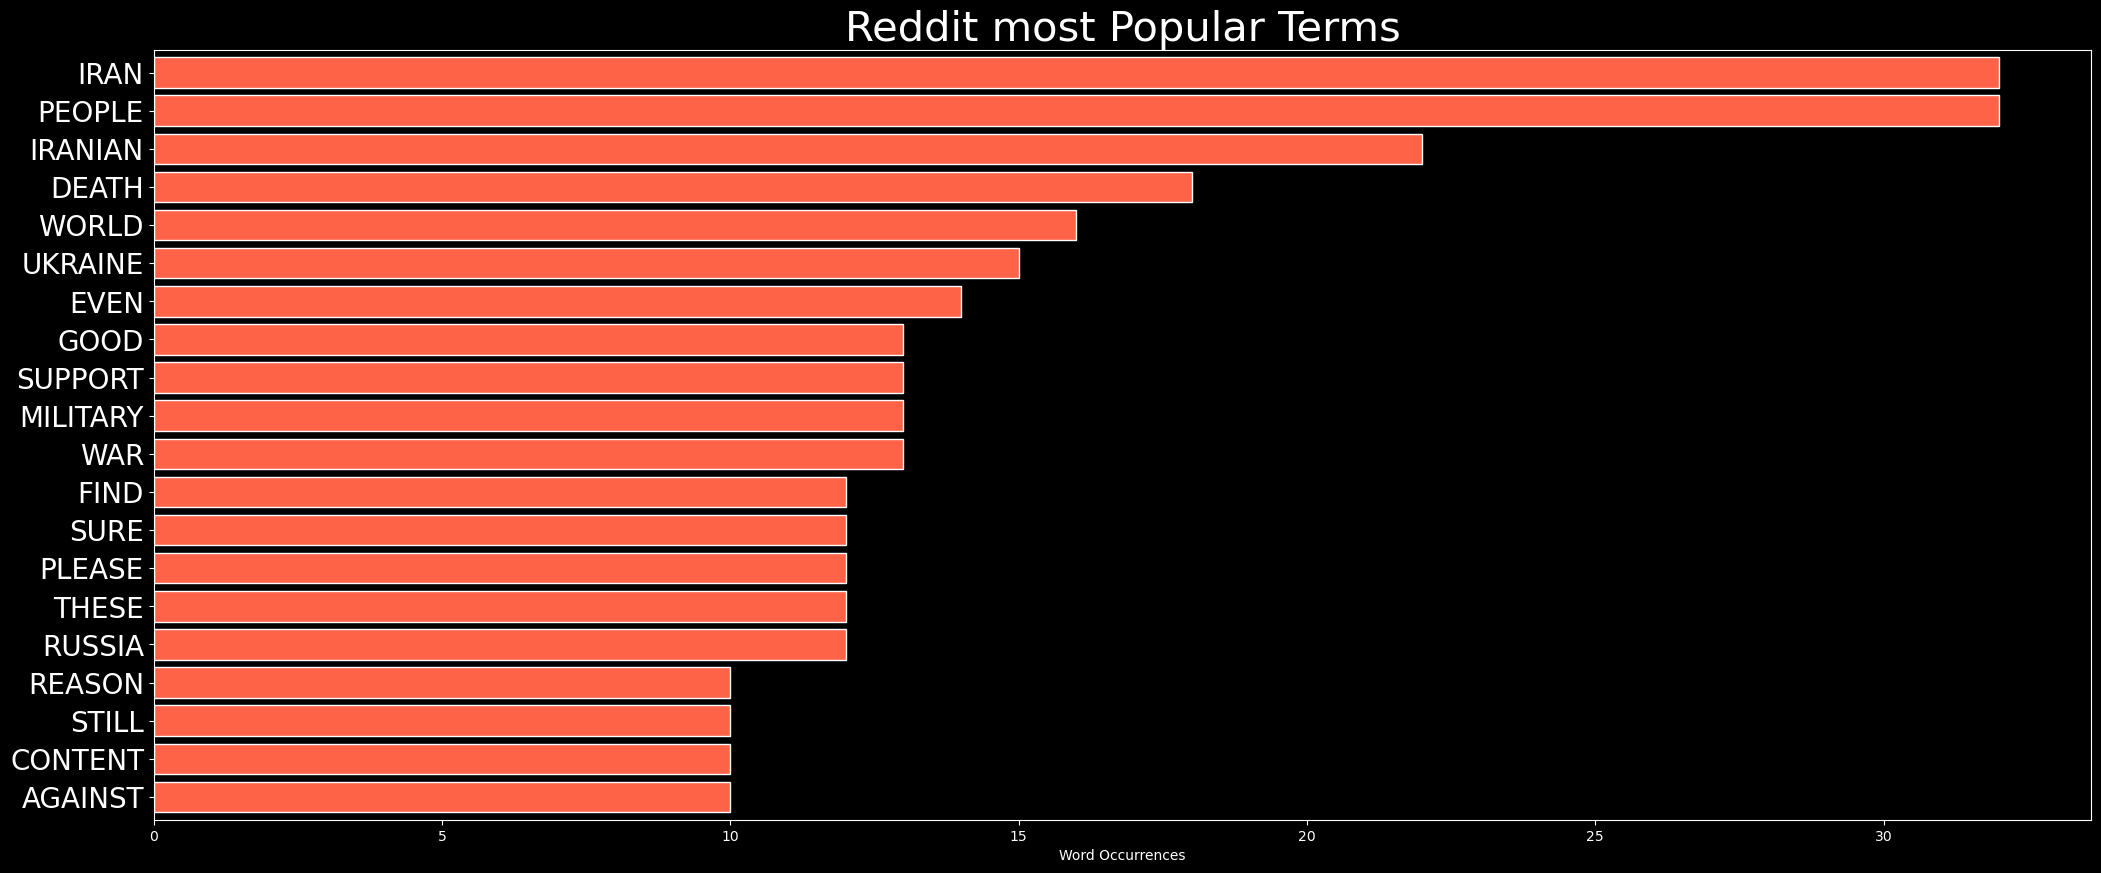 Reddit most Popular Terms
IRAN
PEOPLE
IRANIAN
DEATH
WORLD
UKRAINE
EVEN
GOOD
SUPPORT
MILITARY
WAR
FIND
SURE
PLEASE
THESE
RUSSIA
REASON
STILL
CONTENT
AGAINST
0 5 10 15 20 25 30
Word Occurrences